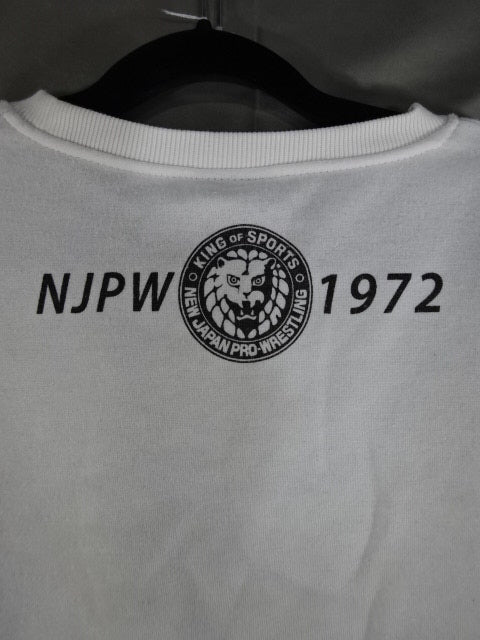 KING OF SPORTS
NJPW 1972
NEW JAPAN PRO-WRESTLING